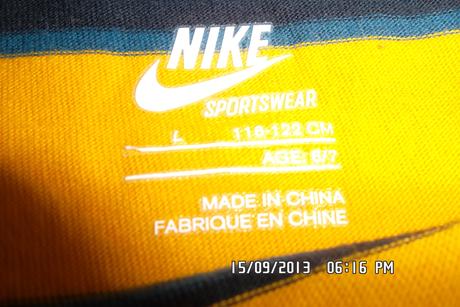 NIKE
SPORTSWEAR
L 116-122 CM
AGE: 6/7
MADE IN CHINA
FABRIQUE EN CHINE
15/09/2013 06:16 PM